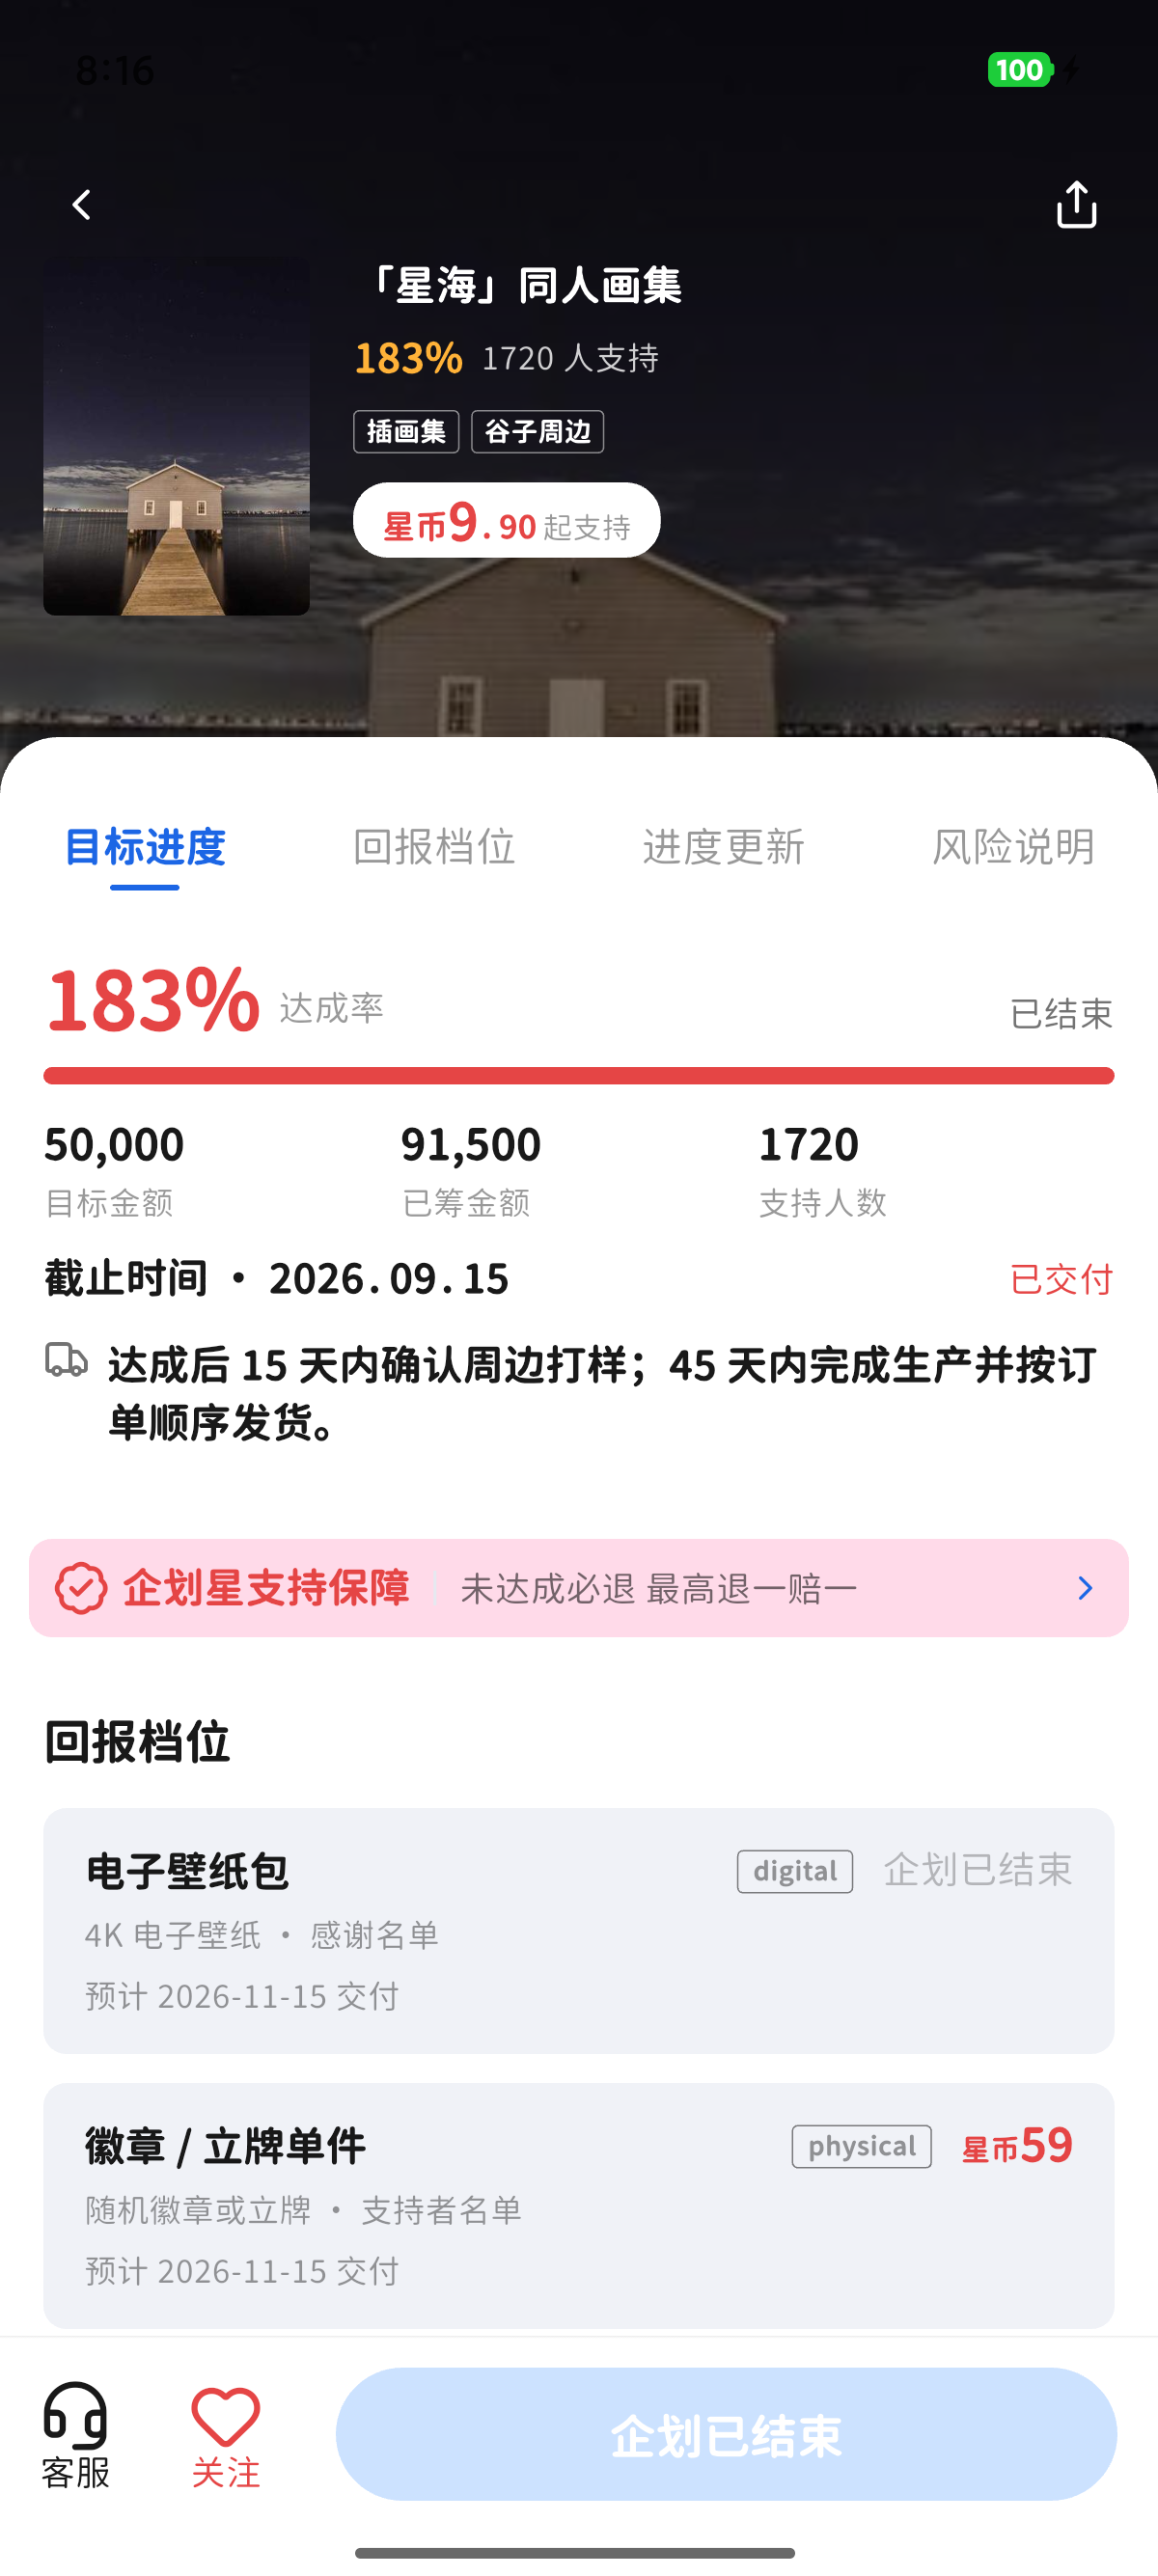 8:16
100
「星海」同人画集
183% 1720 人支持
插画集 谷子周边
星币9.90 起支持
目标进度 回报档位 进度更新 风险说明
183% 达成率 已结束
50,000 91,500 1720
目标金额 已筹金额 支持人数
截止时间 · 2026.09.15 已交付
达成后 15 天内确认周边打样；45 天内完成生产并按订
单顺序发货。
企划星支持保障 未达成必退 最高退一赔一
回报档位
电子壁纸包 digital 企划已结束
4K 电子壁纸 · 感谢名单
预计 2026-11-15 交付
徽章 / 立牌单件 physical 星币59
随机徽章或立牌 · 支持者名单
预计 2026-11-15 交付
企划已结束
客服 关注